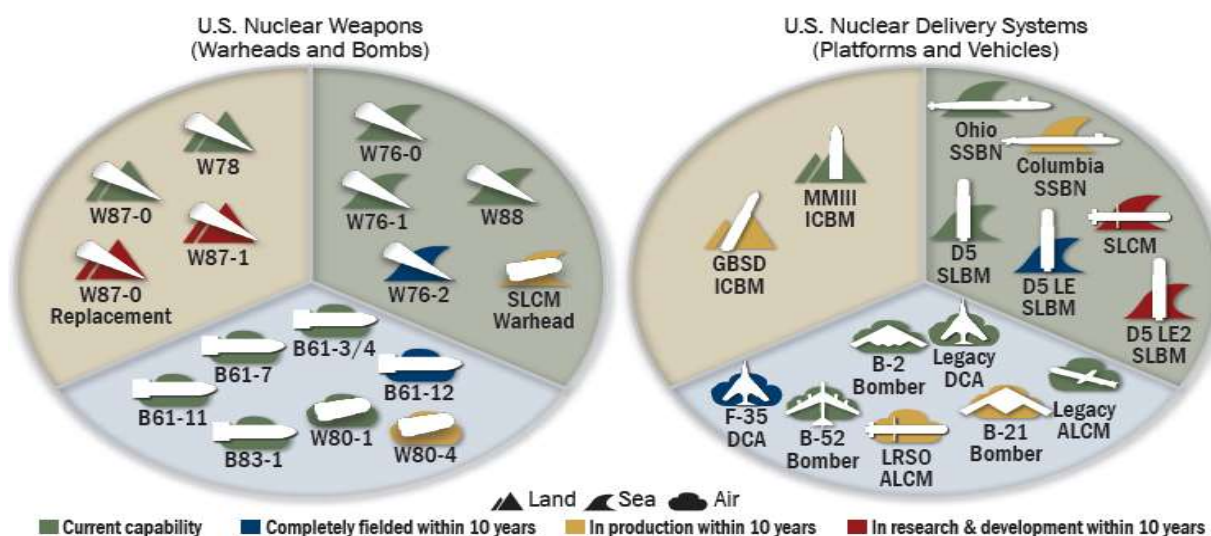 U.S. Nuclear Weapons
(Warheads and Bombs)
W78
W87-0
W87-1
W87-0
Replacement
W76-0
W76-1
W88
W76-2
SLCM
Warhead
B61-3/4
B61-7
B61-12
B61-11
W80-1
B83-1
W80-4
U.S. Nuclear Delivery Systems
(Platforms and Vehicles)
MMIII
ICBM
GBSD
ICBM
Ohio
SSBN
Columbia
SSBN
D5
SLBM
SLCM
D5 LE
SLBM
D5 LE2
SLBM
B-2
Bomber
Legacy
DCA
F-35
DCA
B-52
Bomber
LRSO
ALCM
B-21
Bomber
Legacy
ALCM
Land Sea Air
Current capability Completely fielded within 10 years In production within 10 years In research & development within 10 years